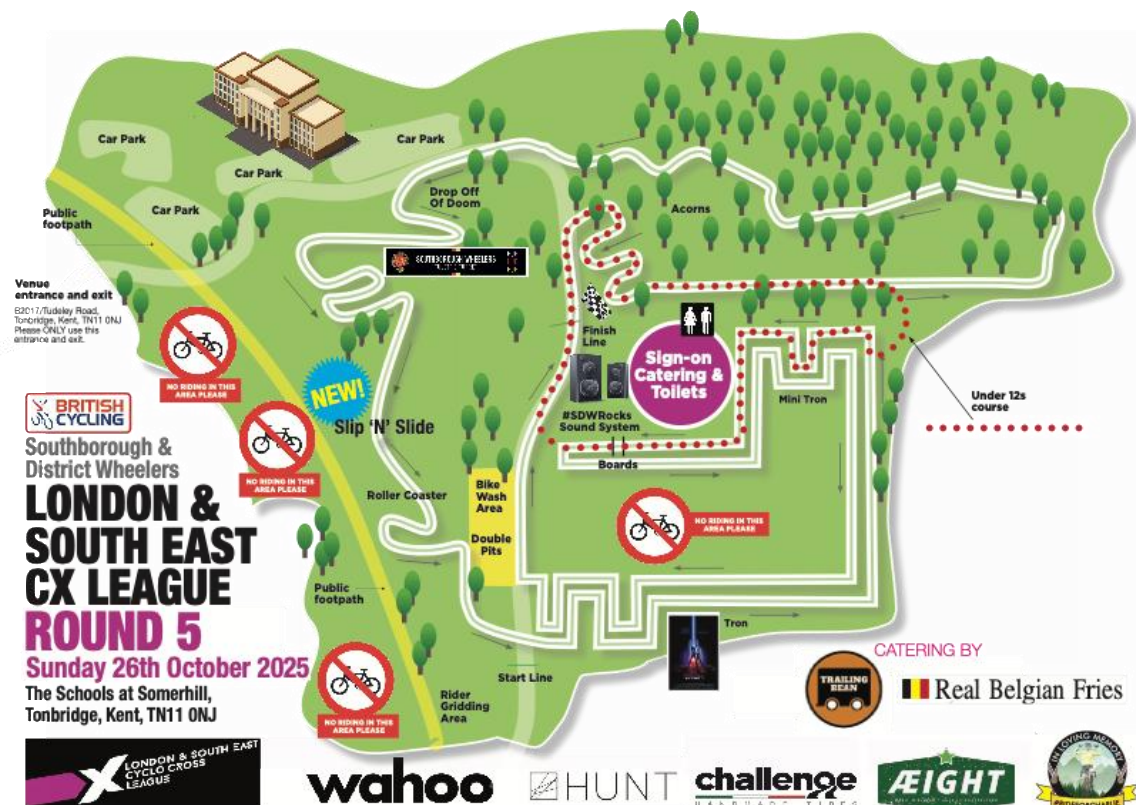 Car Park
Car Park
Car Park
Car Park
Public
footpath
Drop Off
Of Doom
Acorns
SOUTHBOROUGH WHEELERS
Venue
entrance and exit
B2017/Tudeley Road,
Tonbridge, Kent, TN11 0NJ
Please ONLY use this
entrance and exit.
NO RIDING IN THIS
AREA PLEASE
Finish
Line
Sign-on
Catering &
Toilets
NEW!
Slip 'N' Slide
#SDWRocks
Sound System
Boards
Mini Tron
Under 12s
course
BRITISH
CYCLING
Southborough &
District Wheelers
LONDON &
SOUTH EAST
CX LEAGUE
ROUND 5
Sunday 26th October 2025
The Schools at Somerhill,
Tonbridge, Kent, TN11 0NJ
NO RIDING IN THIS
AREA PLEASE
Roller Coaster
Bike
Wash
Area
Double
Pits
NO RIDING IN THIS
AREA PLEASE
Public
footpath
Tron
Start Line
Rider
Gridding
Area
NO RIDING IN THIS
AREA PLEASE
CATERING BY
TRAILING
BEAN
Real Belgian Fries
LONDON & SOUTH EAST
CYCLO CROSS
LEAGUE
wahoo
HUNT
challenge
HANDMADE TIRES
ÆIGHT
IN LOVING MEMORY